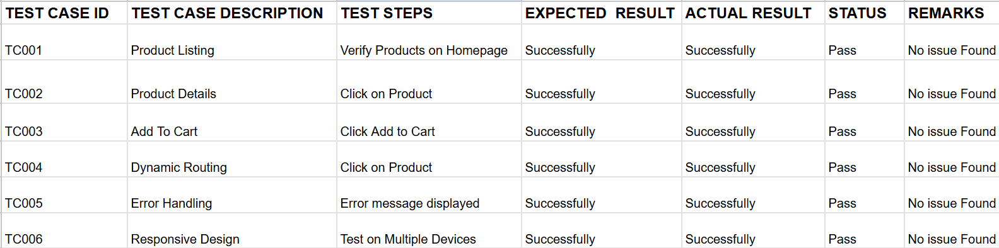 TEST CASE ID TEST CASE DESCRIPTION TEST STEPS EXPECTED  RESULT ACTUAL RESULT STATUS REMARKS
TC001 Product Listing Verify Products on Homepage Successfully Successfully Pass No issue Found
TC002 Product Details Click on Product Successfully Successfully Pass No issue Found
TC003 Add To Cart Click Add to Cart Successfully Successfully Pass No issue Found
TC004 Dynamic Routing Click on Product Successfully Successfully Pass No issue Found
TC005 Error Handling Error message displayed Successfully Successfully Pass No issue Found
TC006 Responsive Design Test on Multiple Devices Successfully Successfully Pass No issue Found